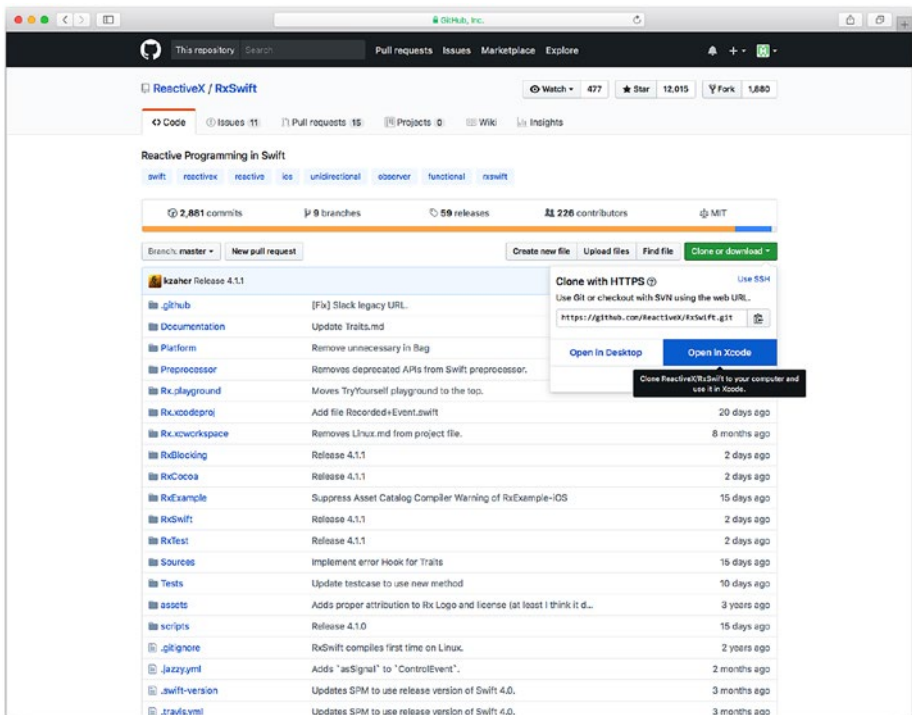 GitHub, Inc.
This repository Search Pull requests Issues Marketplace Explore
ReactiveX / RxSwift Watch 477 Star 12,015 Fork 1,680
Code Issues 11 Pull requests 15 Projects 0 Wiki Insights
Reactive Programming in Swift
swift reactivex reactive ios unidirectional observer functional rxswift
2,881 commits 9 branches 59 releases 226 contributors MIT
Branch: master New pull request Create new file Upload files Find file Clone or download
kzaher Release 4.1.1
Clone with HTTPS Use SSH
Use Git or checkout with SVN using the web URL.
https://github.com/ReactiveX/RxSwift.git
Open in Desktop Open in Xcode
Clone ReactiveX/RxSwift to your computer and
use it in Xcode.
.github [Fix] Slack legacy URL.
Documentation Update Traits.md
Platform Remove unnecessary in Bag
Preprocessor Removes deprecated APIs from Swift preprocessor.
Rx.playground Moves TryYourself playground to the top.
Rx.xcodeproj Add file Recorded+Event.swift 20 days ago
Rx.xcworkspace Removes Linux.md from project file. 8 months ago
RxBlocking Release 4.1.1 2 days ago
RxCocoa Release 4.1.1 2 days ago
RxExample Suppress Asset Catalog Compiler Warning of RxExample-iOS 15 days ago
RxSwift Release 4.1.1 2 days ago
RxTest Release 4.1.1 2 days ago
Sources Implement error Hook for Traits 15 days ago
Tests Update testcase to use new method 10 days ago
assets Adds proper attribution to Rx Logo and license (at least I think it d... 3 years ago
scripts Release 4.1.0 15 days ago
.gitignore RxSwift compiles first time on Linux. 2 years ago
.jazzy.yml Adds `asSignal` to `ControlEvent`. 2 months ago
.swift-version Updates SPM to use release version of Swift 4.0. 3 months ago
.travis.yml Updates SPM to use release version of Swift 4.0. 3 months ago